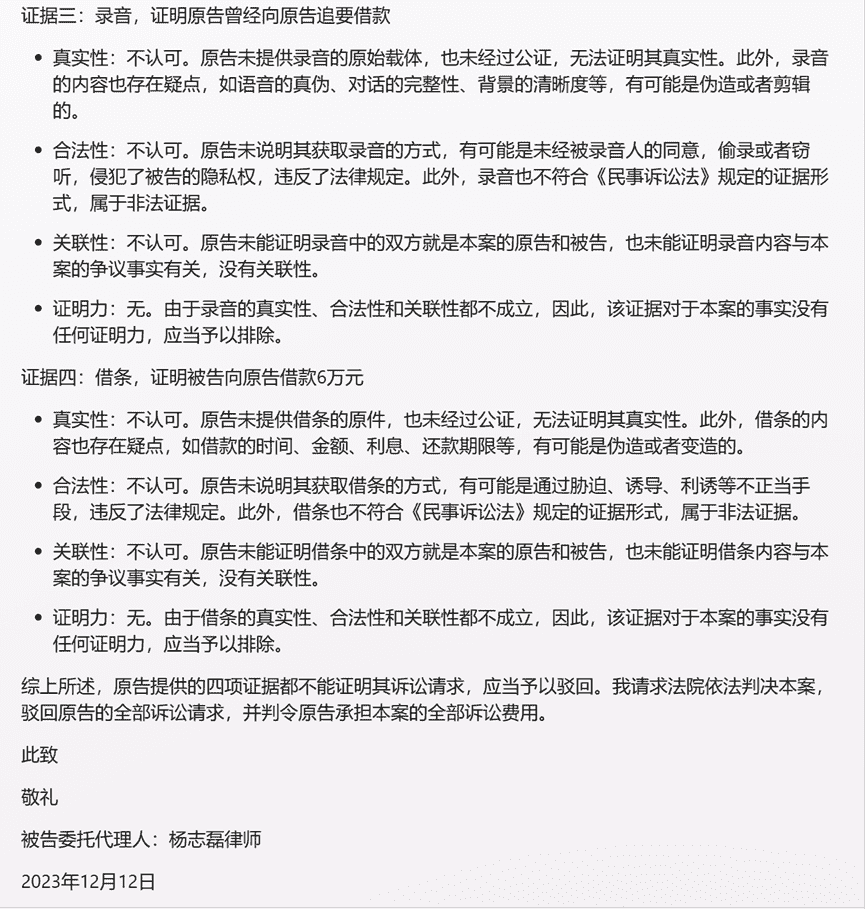 证据三：录音，证明原告曾经向原告追要借款
• 真实性：不认可。原告未提供录音的原始载体，也未经过公证，无法证明其真实性。此外，录音
的内容也存在疑点，如语音的真伪、对话的完整性、背景的清晰度等，有可能是伪造或者剪辑
的。
• 合法性：不认可。原告未说明其获取录音的方式，有可能是未经被录音人的同意，偷录或者窃
听，侵犯了被告的隐私权，违反了法律规定。此外，录音也不符合《民事诉讼法》规定的证据形
式，属于非法证据。
• 关联性：不认可。原告未能证明录音中的双方就是本案的原告和被告，也未能证明录音内容与本
案的争议事实有关，没有关联性。
• 证明力：无。由于录音的真实性、合法性和关联性都不成立，因此，该证据对于本案的事实没有
任何证明力，应当予以排除。
证据四：借条，证明被告向原告借款6万元
• 真实性：不认可。原告未提供借条的原件，也未经过公证，无法证明其真实性。此外，借条的内
容也存在疑点，如借款的时间、金额、利息、还款期限等，有可能是伪造或者变造的。
• 合法性：不认可。原告未说明其获取借条的方式，有可能是通过胁迫、诱导、利诱等不正当手
段，违反了法律规定。此外，借条也不符合《民事诉讼法》规定的证据形式，属于非法证据。
• 关联性：不认可。原告未能证明借条中的双方就是本案的原告和被告，也未能证明借条内容与本
案的争议事实有关，没有关联性。
• 证明力：无。由于借条的真实性、合法性和关联性都不成立，因此，该证据对于本案的事实没有
任何证明力，应当予以排除。
综上所述，原告提供的四项证据都不能证明其诉讼请求，应当予以驳回。我请求法院依法判决本案，
驳回原告的全部诉讼请求，并判令原告承担本案的全部诉讼费用。
此致
敬礼
被告委托代理人：杨志磊律师
2023年12月12日